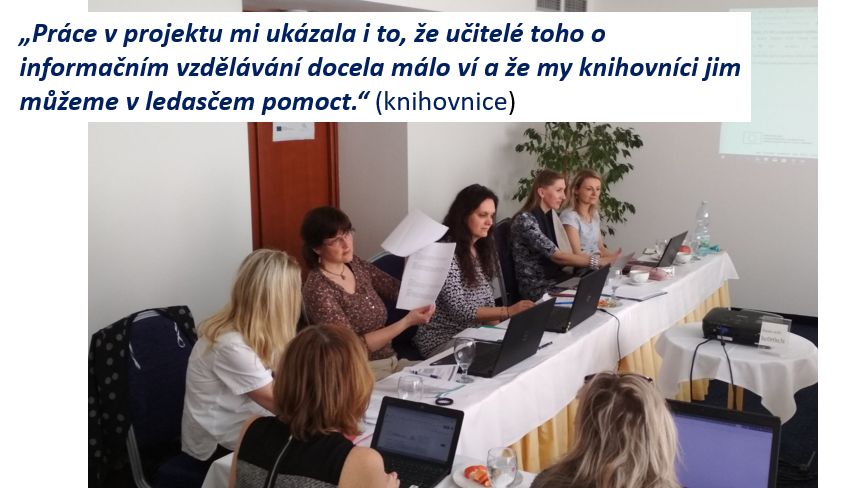 „Práce v projektu mi ukázala i to, že učitelé toho o
informačním vzdělávání docela málo ví a že my knihovníci jim
můžeme v ledasčem pomoct.“ (knihovnice)